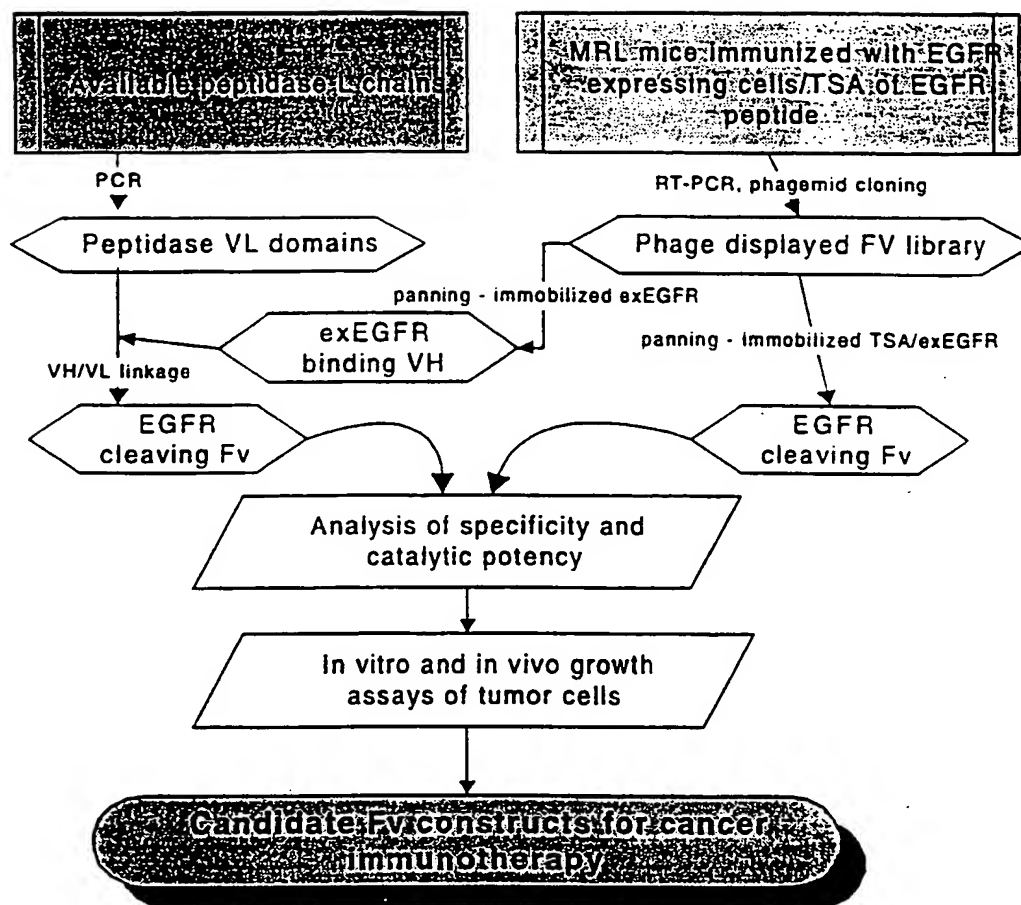 Available peptidase L chains
MRL mice immunized with EGFR
expressing cells/TSA of EGFR
peptide
PCR
RT-PCR, phagemid cloning
Peptidase VL domains
Phage displayed FV library
panning - immobilized exEGFR
exEGFR
binding VH
panning - Immobilized TSA/exEGFR
VH/VL linkage
EGFR
cleaving Fv
EGFR
cleaving Fv
Analysis of specificity and
catalytic potency
In vitro and in vivo growth
assays of tumor cells
Candidate Fv constructs for cancer
immunotherapy